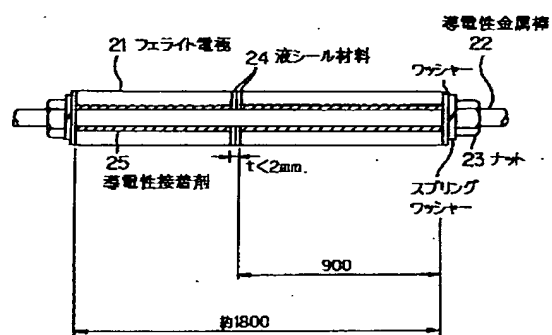 導電性金属棒
22
21 フェライト電極
24 液シール材料
ワッシャー
25
導電性接着剤
t<2mm
23 ナット
スプリング
ワッシャー
900
約1800